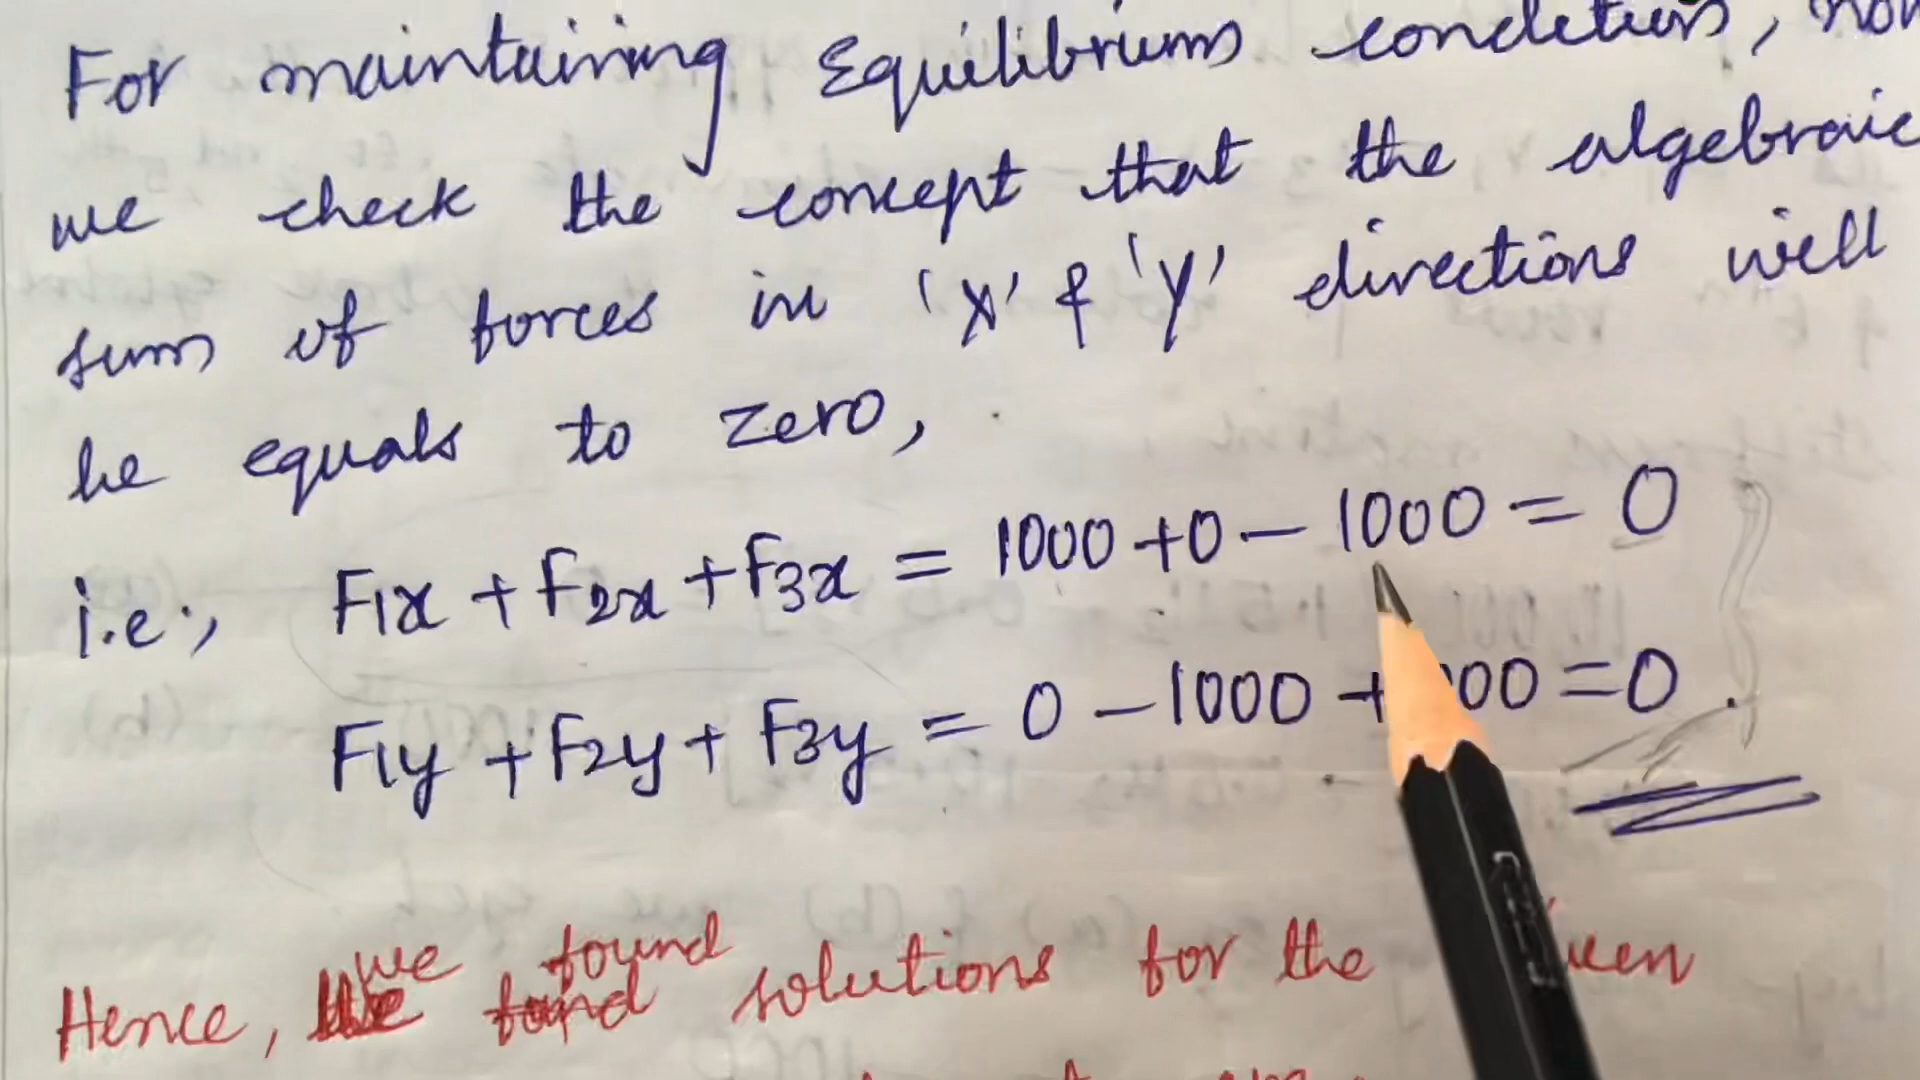 For maintaining Equilibrium condition, now
we check the concept that the algebraic
sum of forces in 'x' & 'y' directions will
be equals to zero,
i.e., F1x + F2x + F3x = 1000 + 0 - 1000 = 0
F1y + F2y + F3y = 0 - 1000 + 000 = 0.
we found
Hence, solutions for the